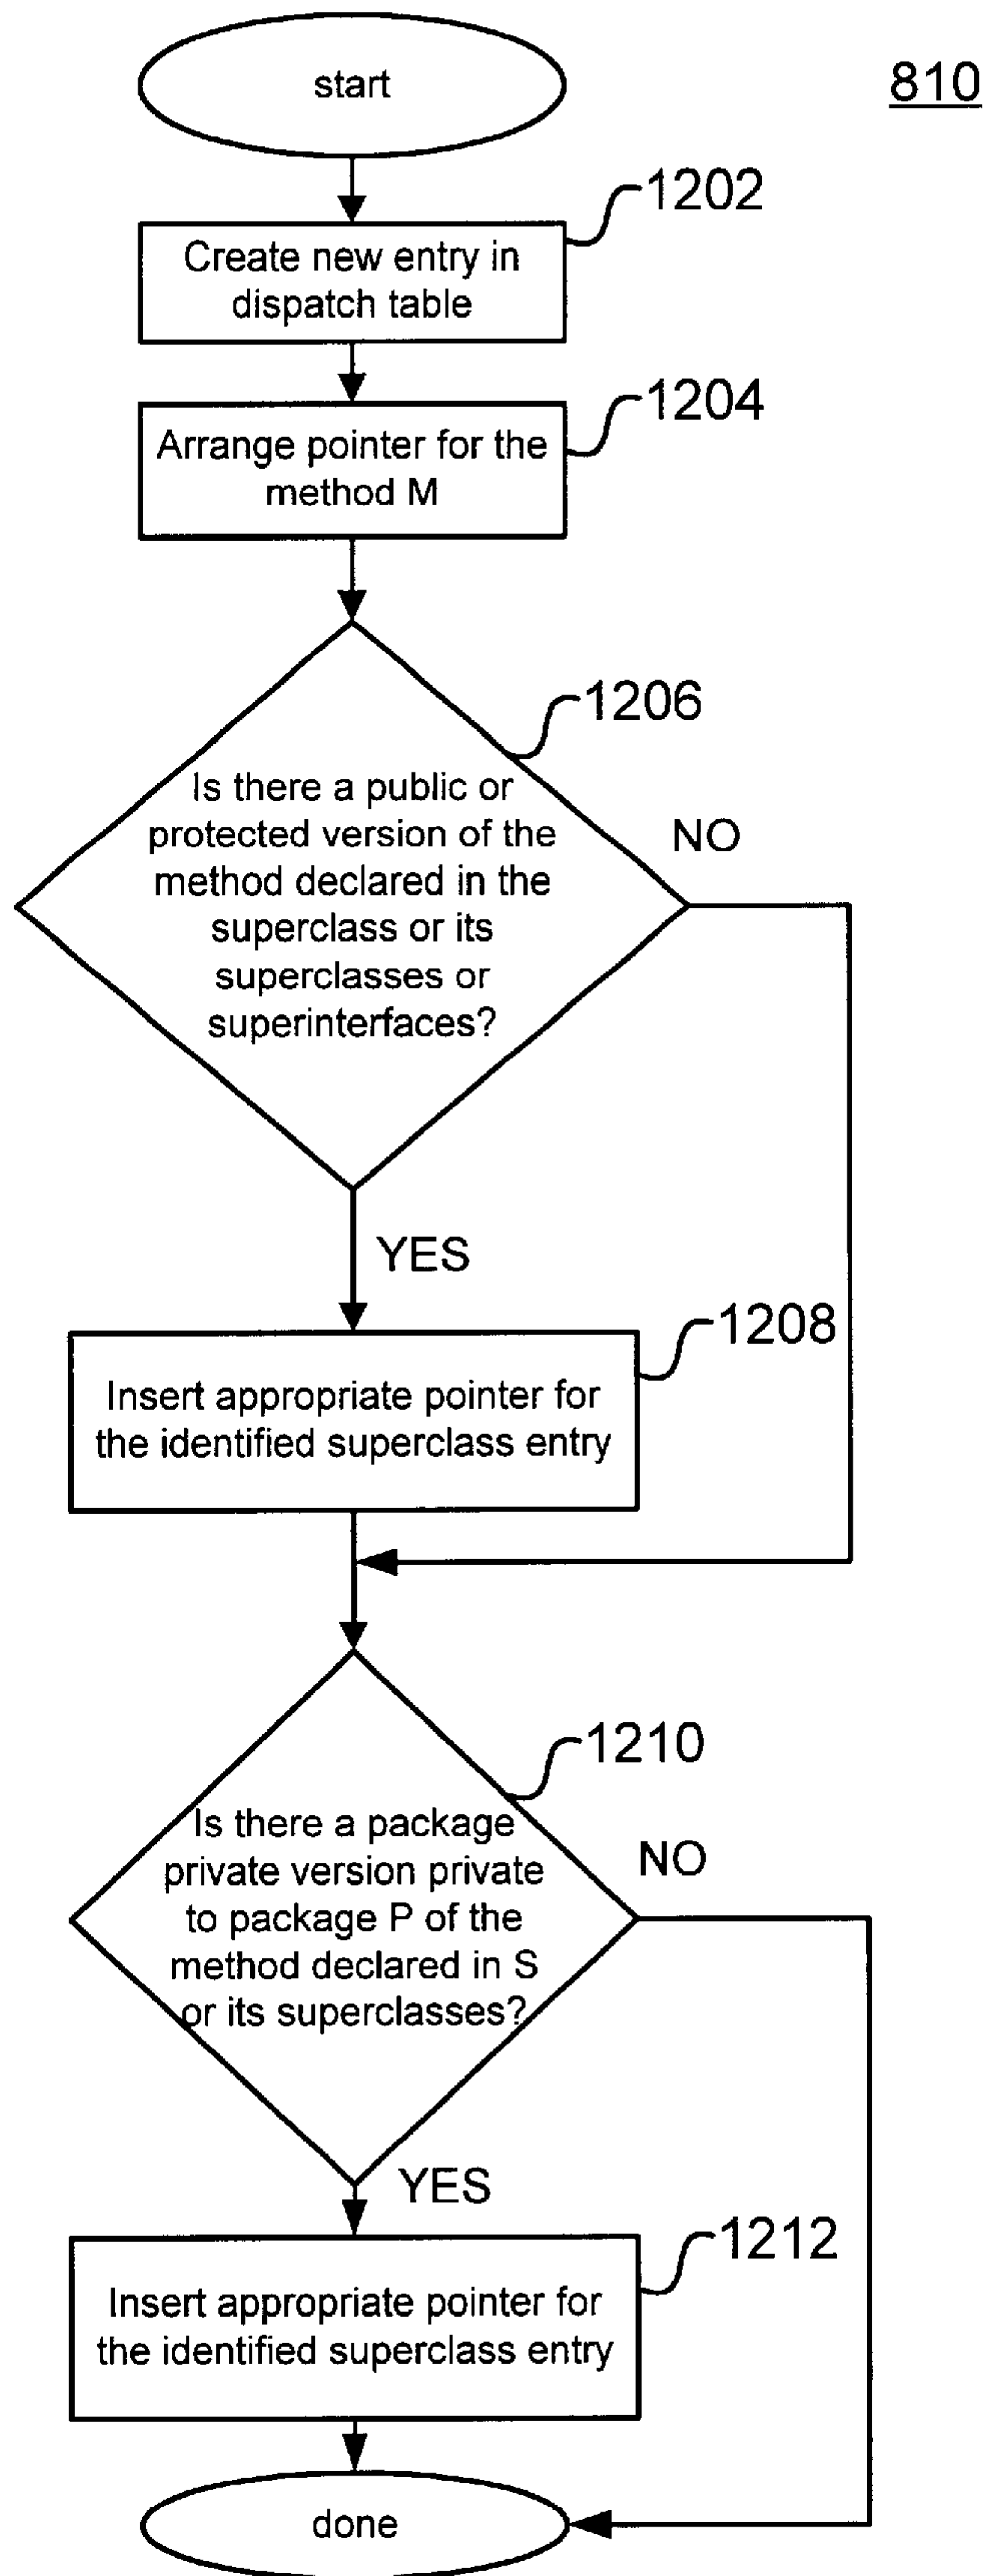 start
810
1202
Create new entry in
dispatch table
1204
Arrange pointer for the
method M
1206
Is there a public or
protected version of the
method declared in the
superclass or its
superclasses or
superinterfaces?
NO
YES
1208
Insert appropriate pointer for
the identified superclass entry
1210
Is there a package
private version private
to package P of the
method declared in S
or its superclasses?
NO
YES
1212
Insert appropriate pointer for
the identified superclass entry
done